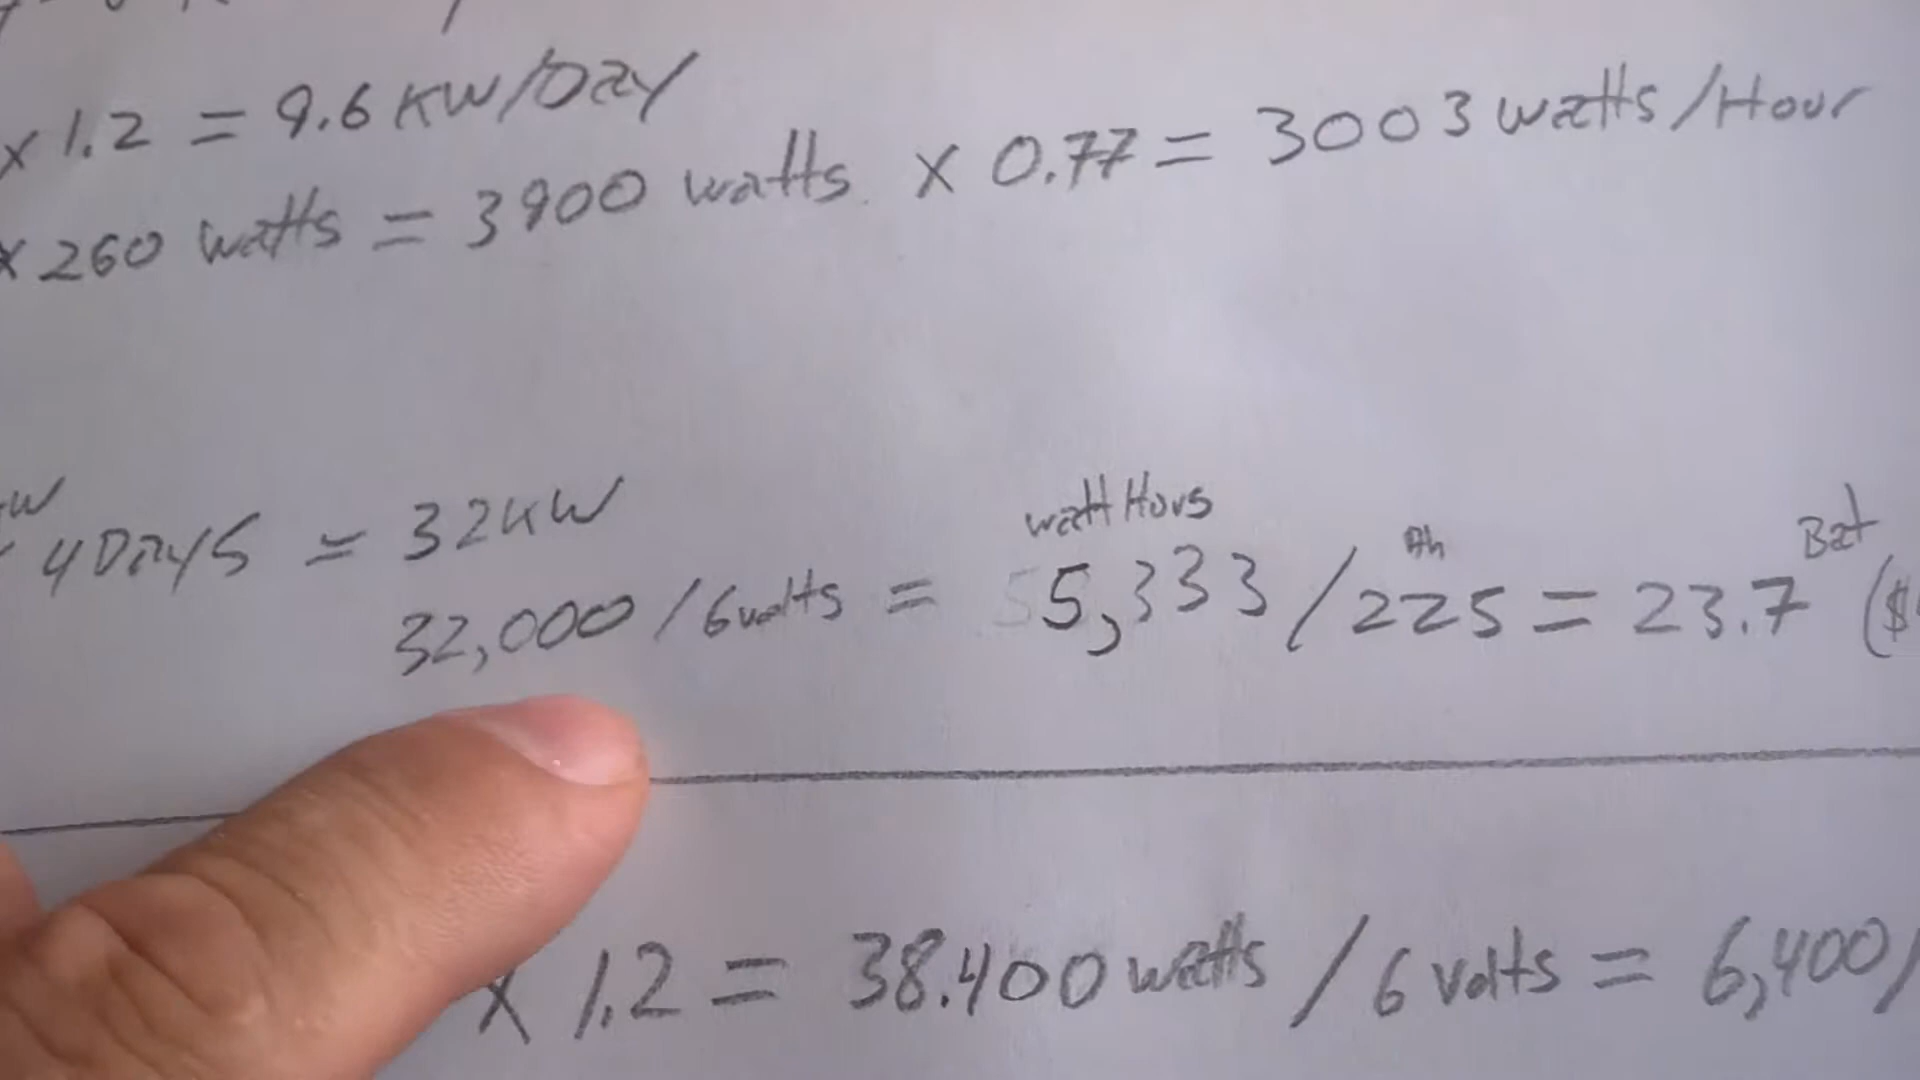 x 1.2 = 9.6 KW/Day
x 260 watts = 3900 watts x 0.77 = 3003 watts/Hour
4 Days = 32KW
watt Hours
Ah
Bat
32,000 / 6 volts = 5,333 / 225 = 23.7 ($
x 1.2 = 38.400 watts / 6 volts = 6,400/